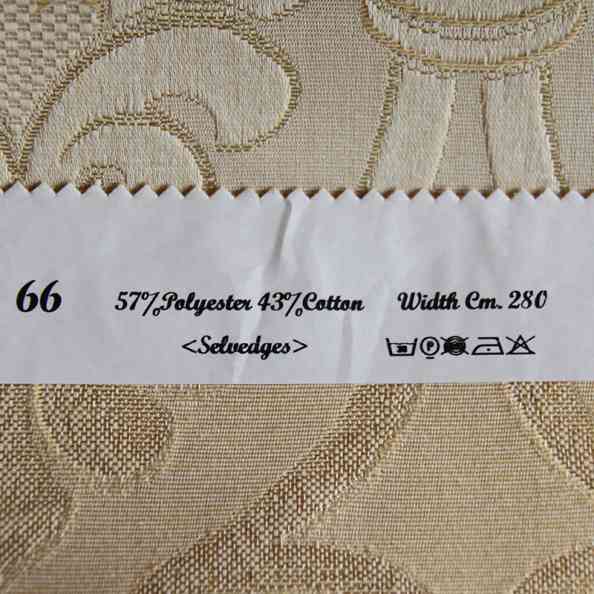 66 57%Polyester 43%Cotton Width Cm. 280
<Selvedges>
P